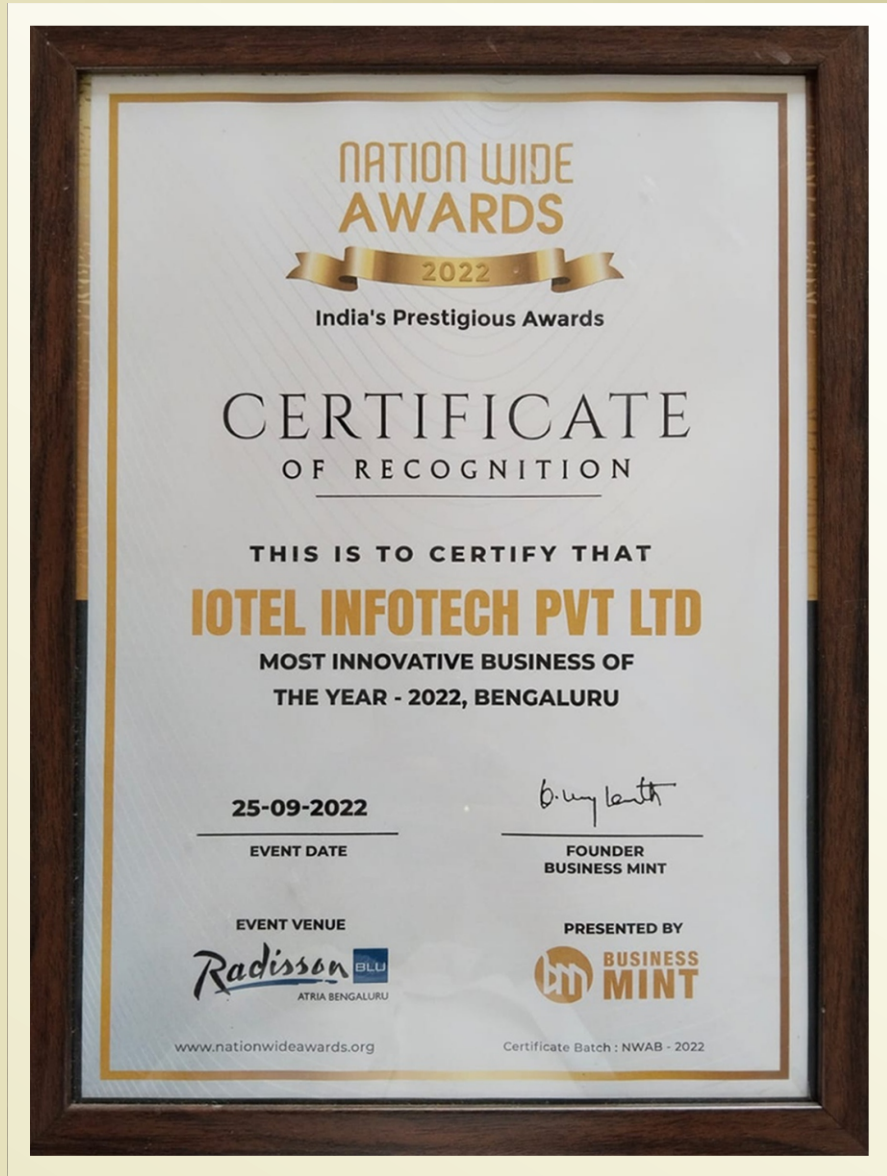 NATION WIDE
AWARDS
2022
India's Prestigious Awards
CERTIFICATE
OF RECOGNITION
THIS IS TO CERTIFY THAT
IOTEL INFOTECH PVT LTD
MOST INNOVATIVE BUSINESS OF
THE YEAR - 2022, BENGALURU
25-09-2022
EVENT DATE
FOUNDER
BUSINESS MINT
EVENT VENUE
Radisson BLU
ATRIA BENGALURU
PRESENTED BY
bm BUSINESS
MINT
www.nationwideawards.org
Certificate Batch : NWAB - 2022